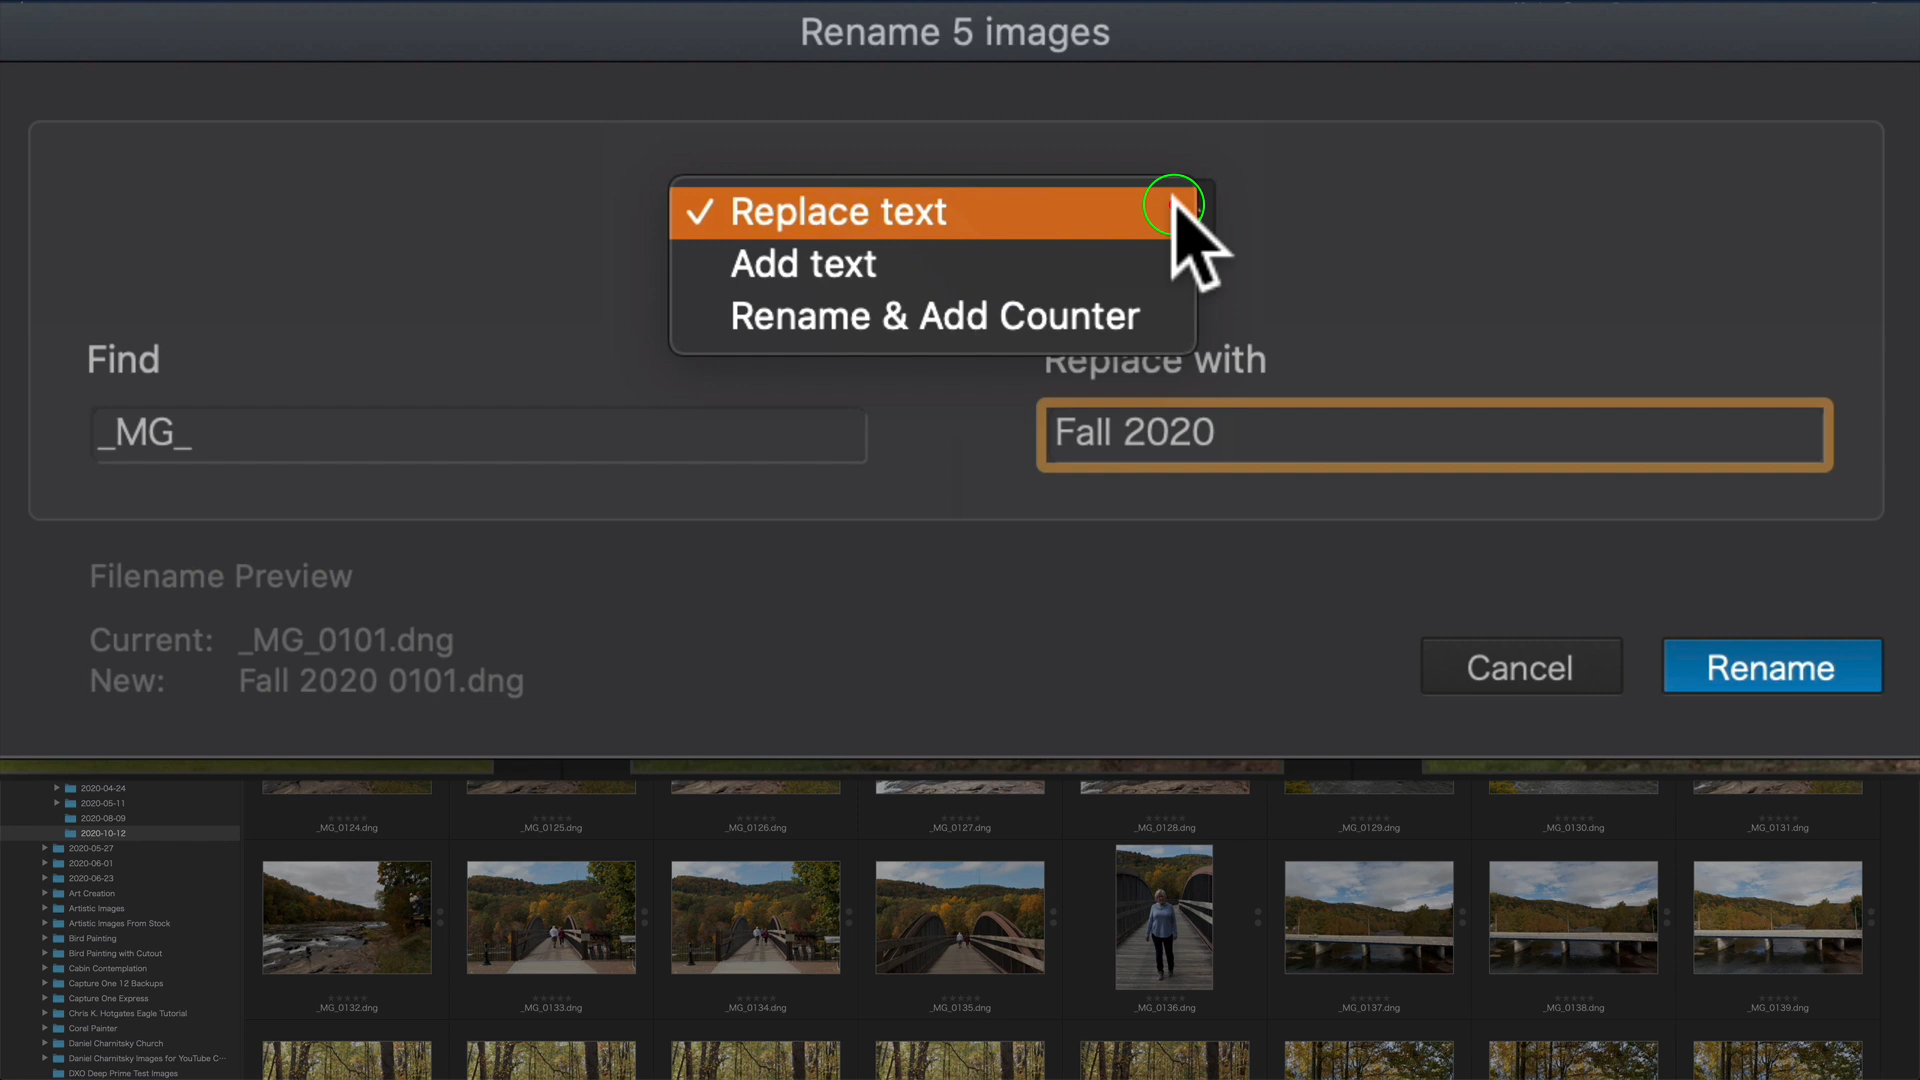 Rename 5 images
✓ Replace text
Add text
Rename & Add Counter
Find
Replace with
_MG_
Fall 2020
Filename Preview
Current: _MG_0101.dng
New: Fall 2020 0101.dng
Cancel
Rename
2020-04-24
2020-05-11
2020-08-09
2020-10-12
2020-05-27
2020-06-01
2020-06-23
Art Creation
Artistic Images
Artistic Images From Stock
Bird Painting
Bird Painting with Cutout
Cabin Contemplation
Capture One 12 Backups
Capture One Express
Chris K. Hotgates Eagle Tutorial
Corel Painter
Daniel Charnitsky Church
Daniel Charnitsky Images for YouTube C···
DXO Deep Prime Test Images
_MG_0124.dng
_MG_0125.dng
_MG_0126.dng
_MG_0127.dng
_MG_0128.dng
_MG_0129.dng
_MG_0130.dng
_MG_0131.dng
_MG_0132.dng
_MG_0133.dng
_MG_0134.dng
_MG_0135.dng
_MG_0136.dng
_MG_0137.dng
_MG_0138.dng
_MG_0139.dng